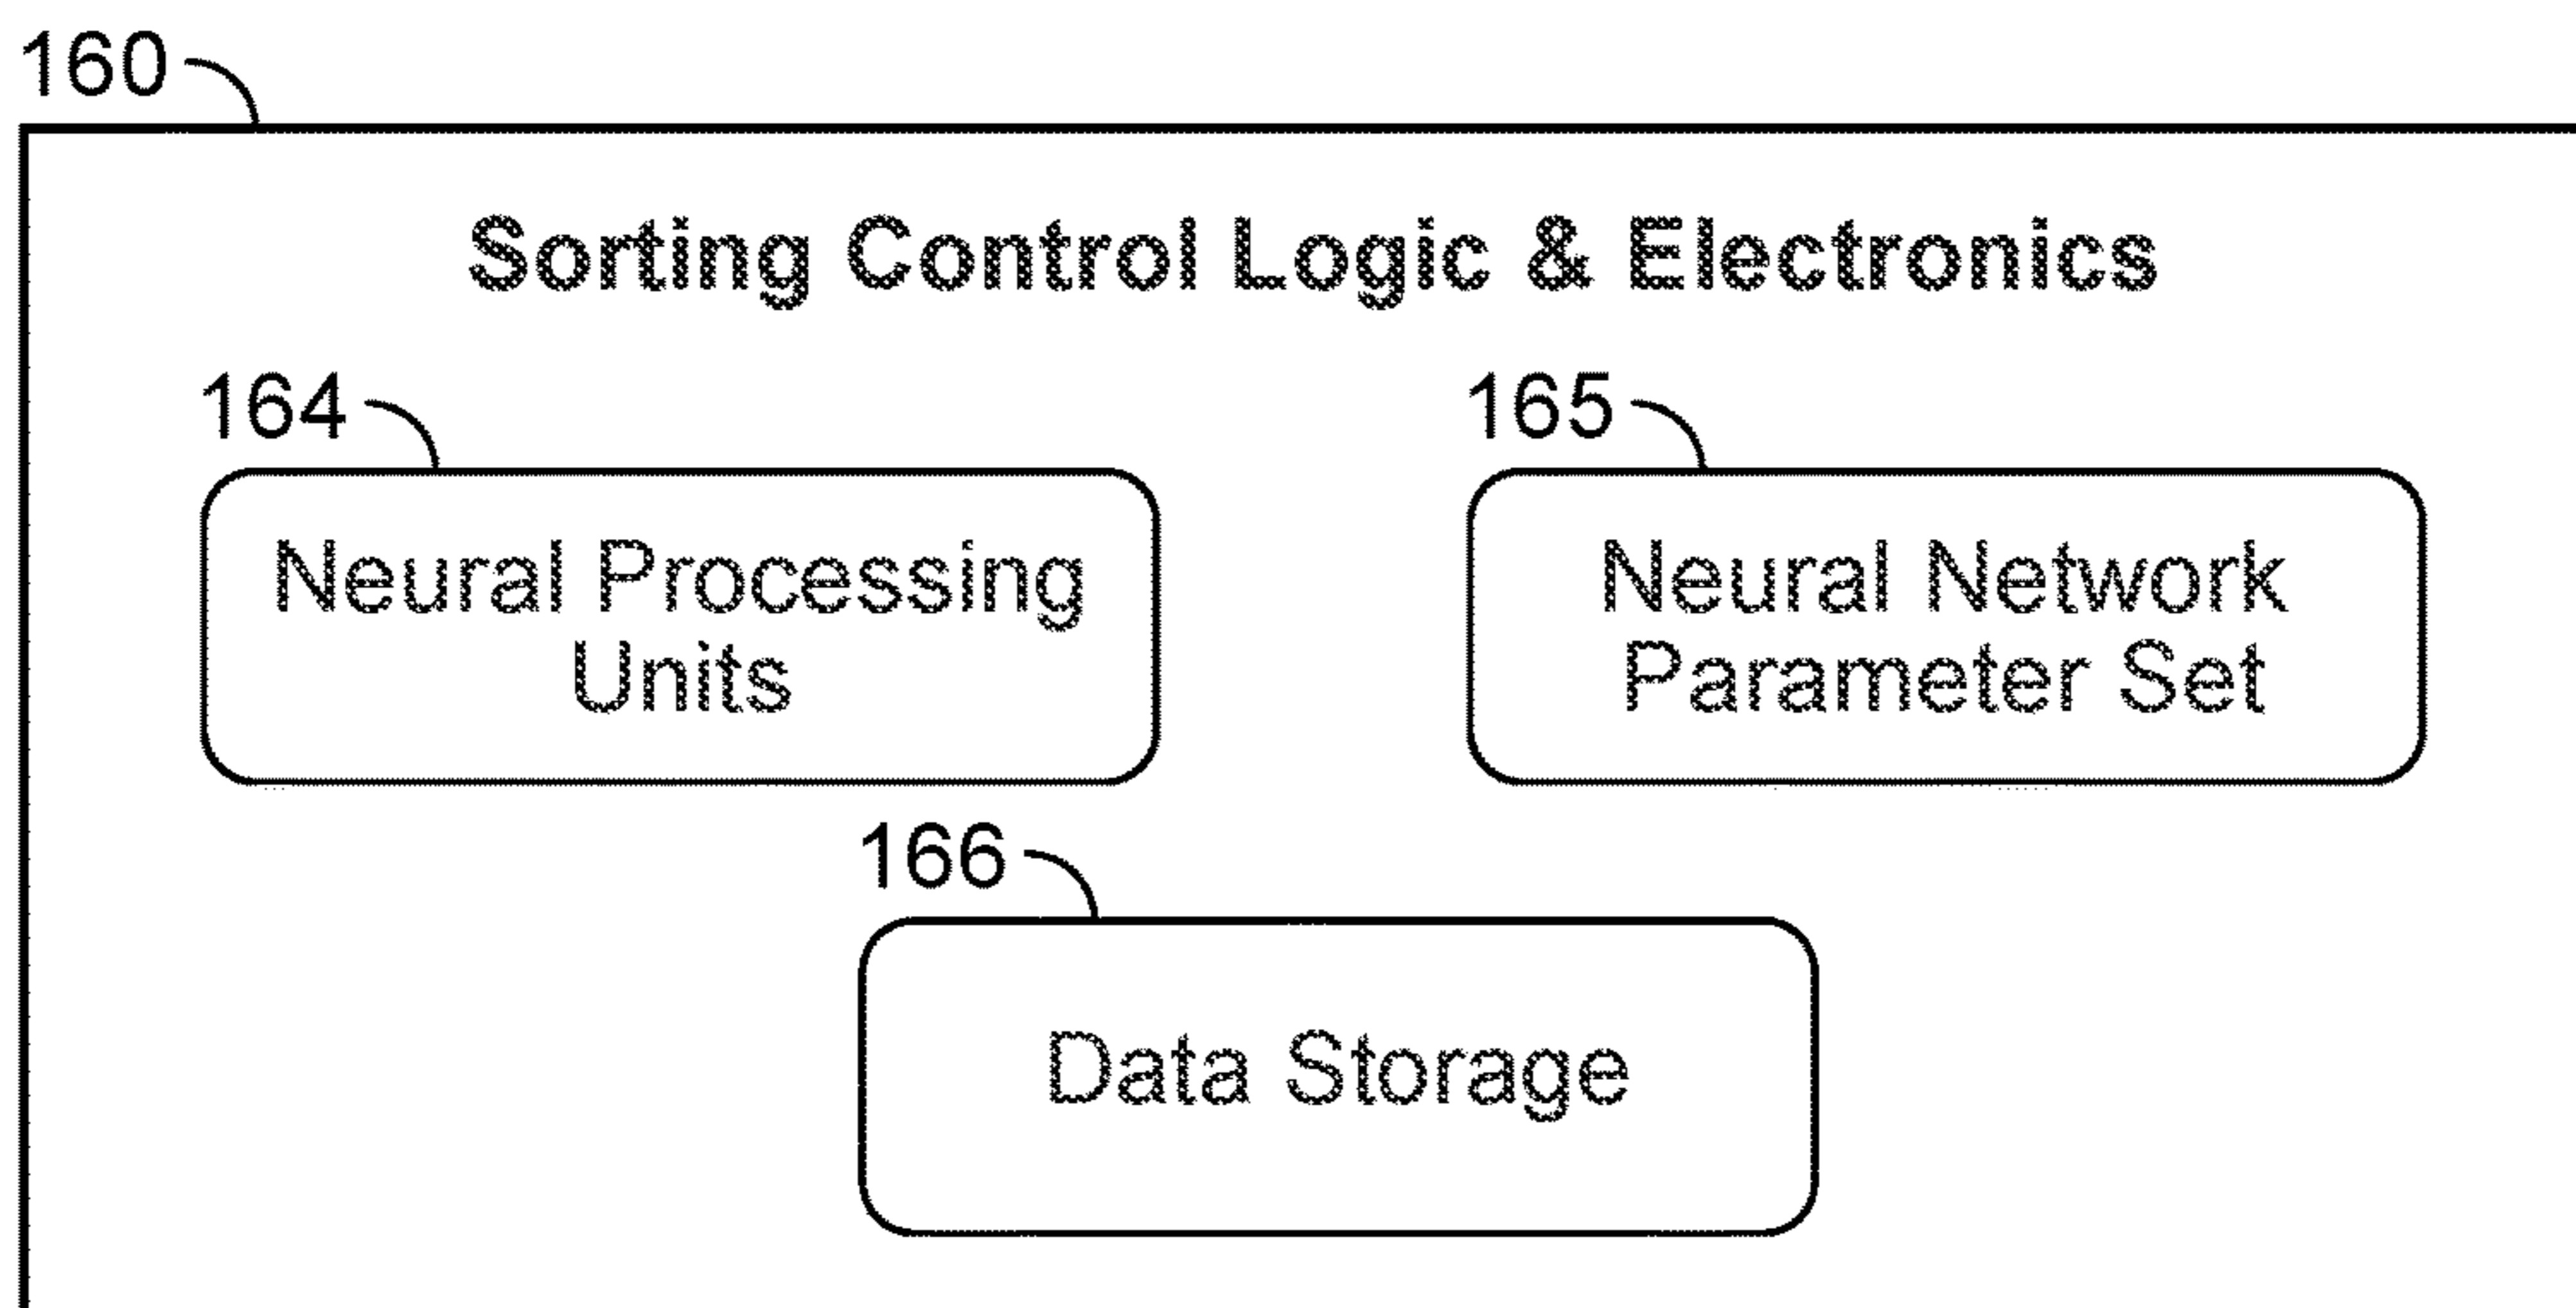 160
Sorting Control Logic & Electronics
164
165
Neural Processing
Units
Neural Network
Parameter Set
166
Data Storage